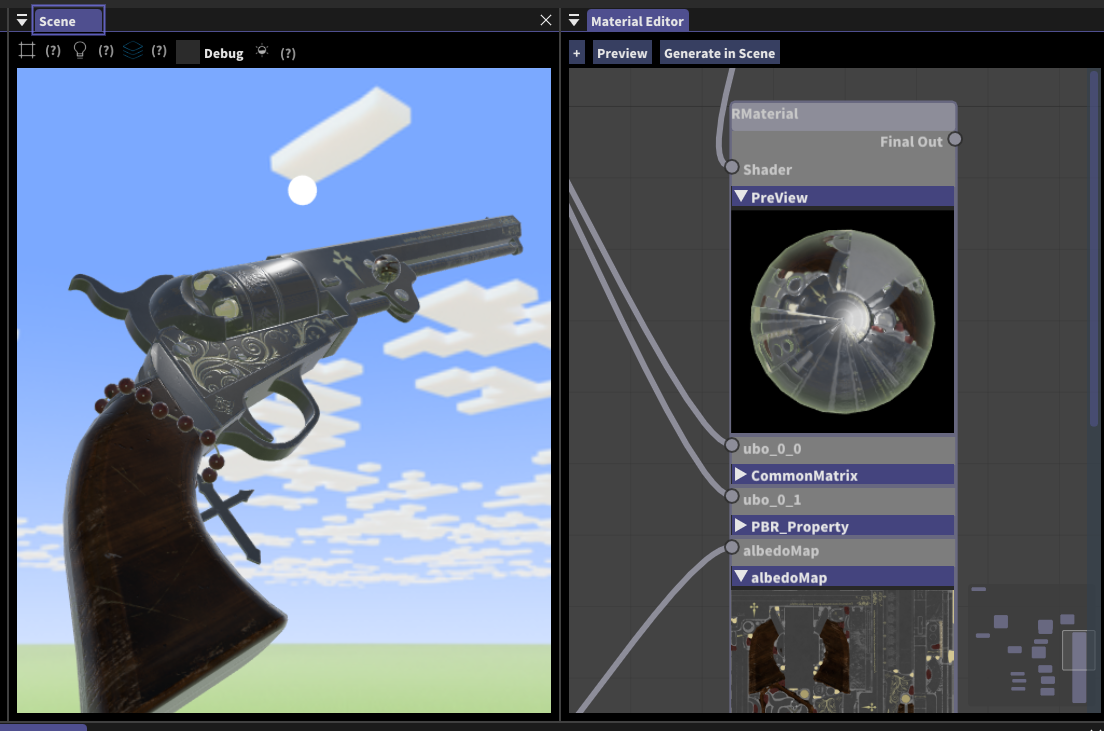 Scene
Material Editor
(?) (?) (?) Debug (?)
+ Preview Generate in Scene
RMaterial
Final Out
Shader
PreView
ubo_0_0
CommonMatrix
ubo_0_1
PBR_Property
albedoMap
albedoMap